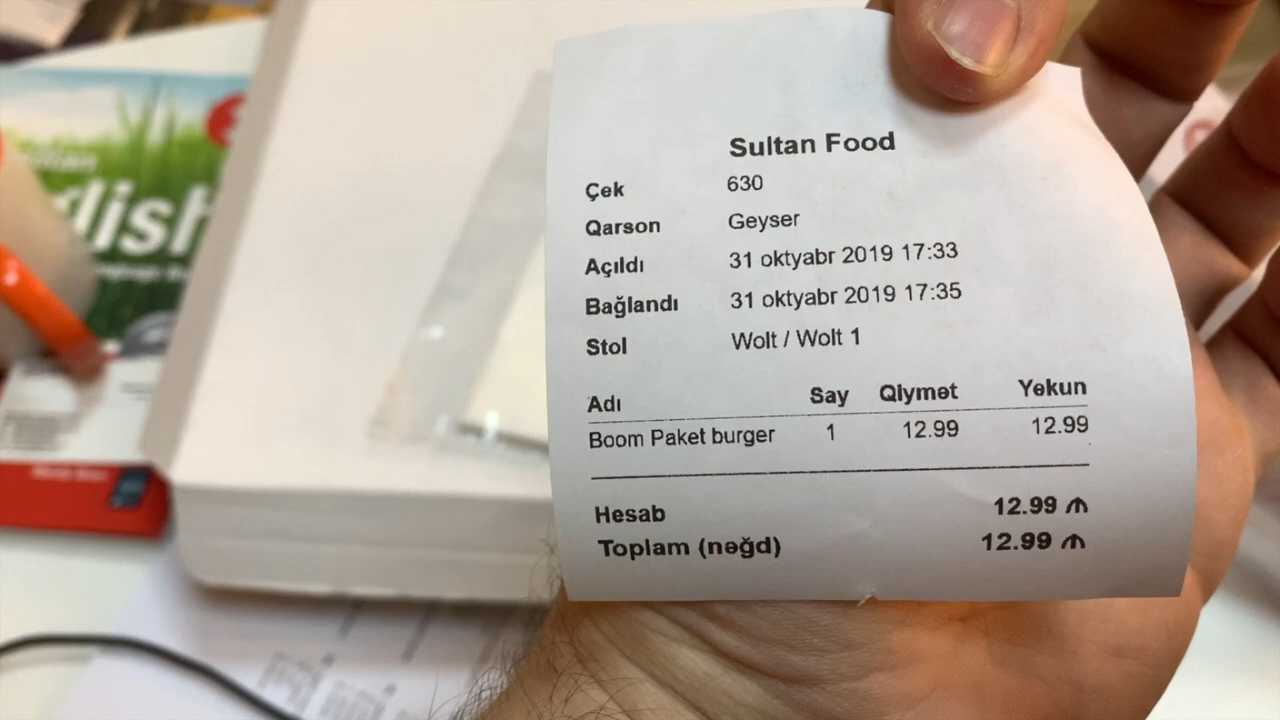 Sultan Food
Çek 630
Qarson Geyser
Açıldı 31 oktyabr 2019 17:33
Bağlandı 31 oktyabr 2019 17:35
Stol Wolt / Wolt 1
Adı Say Qiymət Yekun
Boom Paket burger 1 12.99 12.99
Hesab 12.99 ₼
Toplam (nəğd) 12.99 ₼
glish